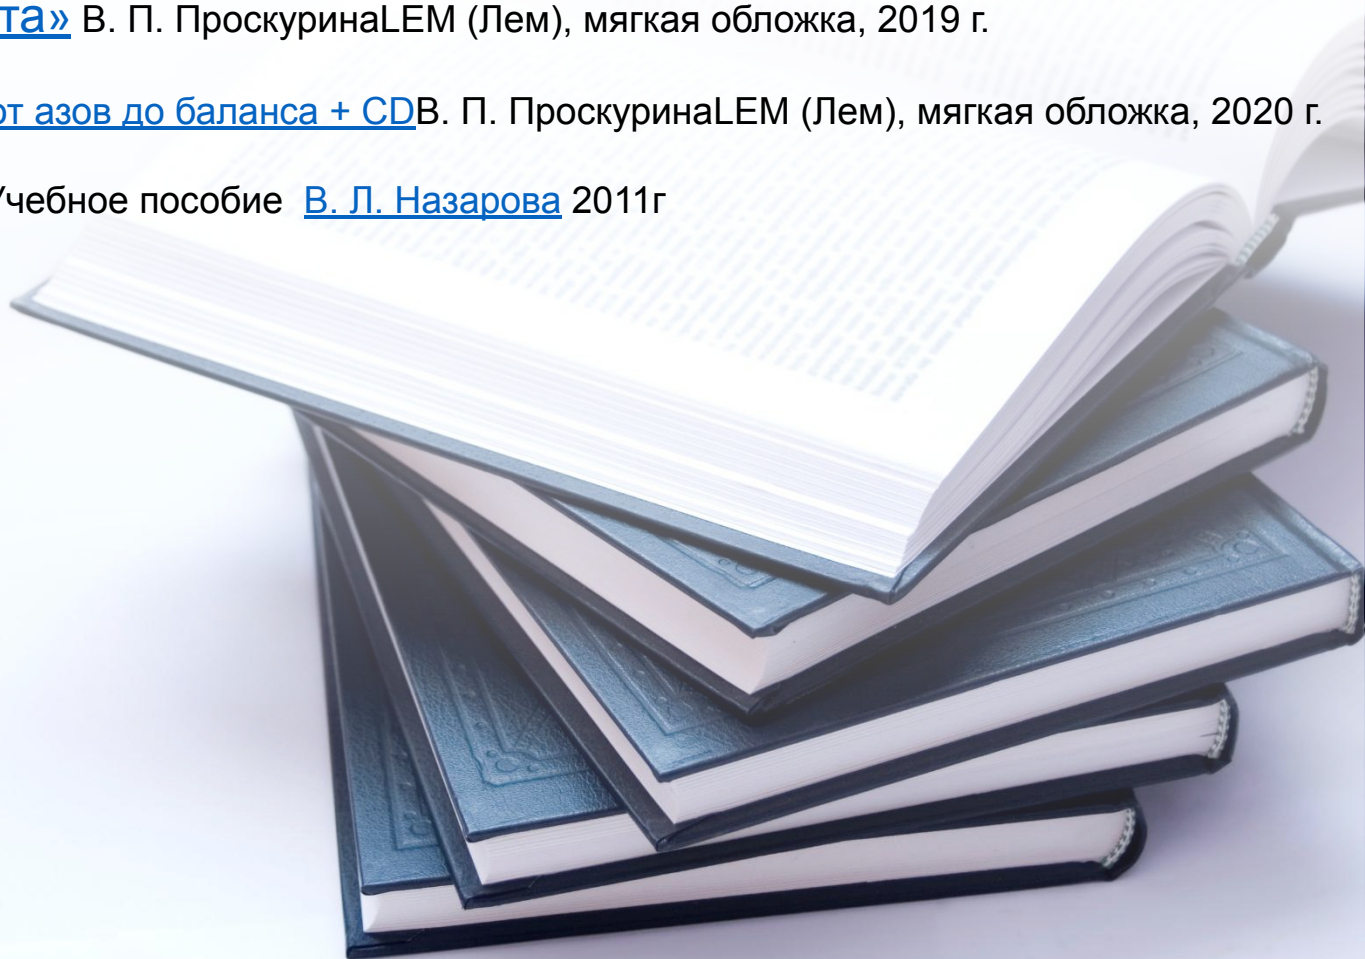 та» В. П. ПроскуринаLEM (Лем), мягкая обложка, 2019 г.
от азов до баланса + CDВ. П. ПроскуринаLEM (Лем), мягкая обложка, 2020 г.
Учебное пособие В. Л. Назарова 2011г